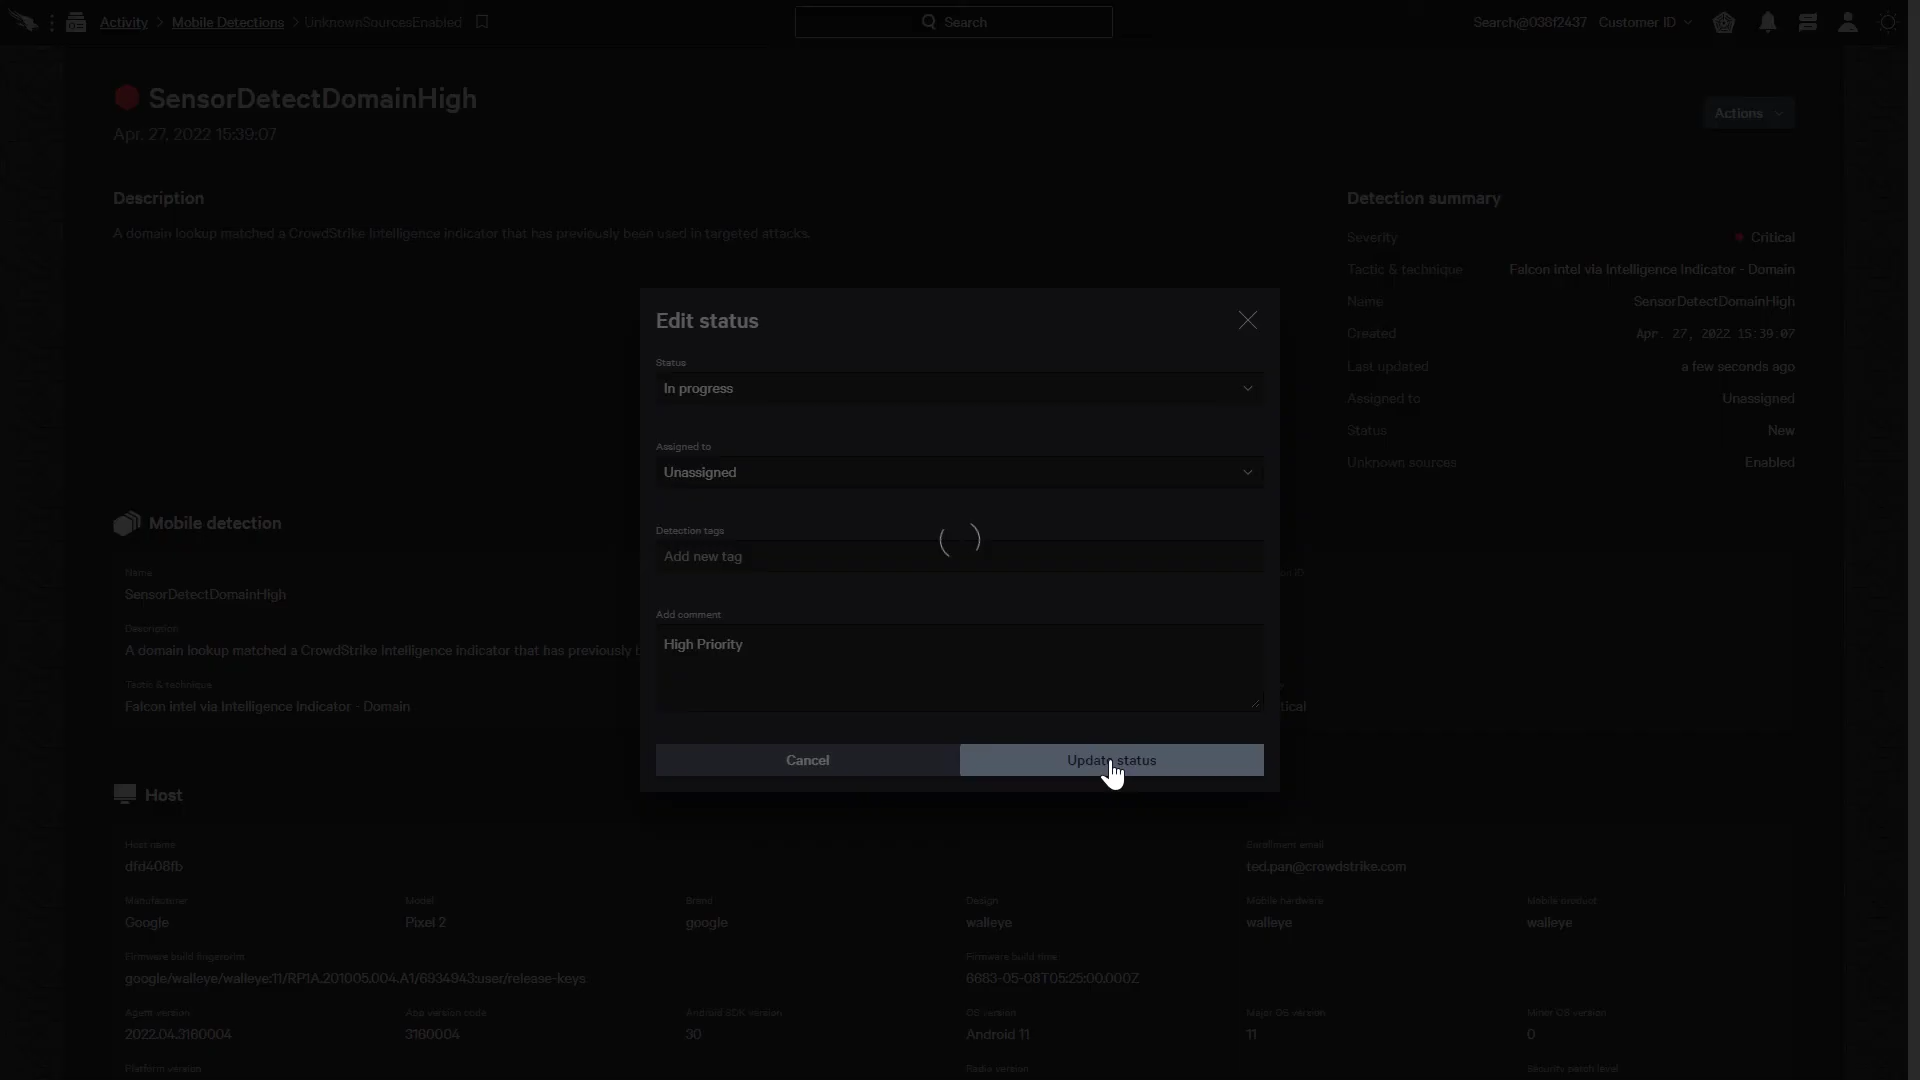 Activity > Mobile Detections > UnknownSourcesEnabled
Search
Search@038f2437 Customer ID
SensorDetectDomainHigh
Apr. 27, 2022 15:39:07
Actions
Description
A domain lookup matched a CrowdStrike Intelligence indicator that has previously been used in targeted attacks.
Detection summary
Severity Critical
Tactic & technique Falcon Intel via Intelligence Indicator - Domain
Name SensorDetectDomainHigh
Created Apr. 27, 2022 15:39:07
Last updated a few seconds ago
Assigned to Unassigned
Status New
Unknown sources Enabled
Edit status
Status
In progress
Assigned to
Unassigned
Detection tags
Add new tag
Add comment
High Priority
Cancel Update status
Mobile detection
Name
on ID
SensorDetectDomainHigh
Description
A domain lookup matched a CrowdStrike Intelligence indicator that has previously b
Tactic & technique
Falcon Intel via Intelligence Indicator - Domain
tical
Host
Host name Enrollment email
dfd408fb ted.pan@crowdstrike.com
Manufacturer Model Brand Design Mobile hardware Mobile product
Google Pixel 2 google walleye walleye walleye
Firmware build fingerprint Firmware build time
google/walleye/walleye:11/RP1A.201005.004.A1/6934943:user/release-keys 6683-05-08T05:25:00.000Z
Agent version App version code Android SDK version OS version Major OS version Minor OS version
2022.04.3160004 3160004 30 Android 11 11 0
Platform version Radio version Security patch level